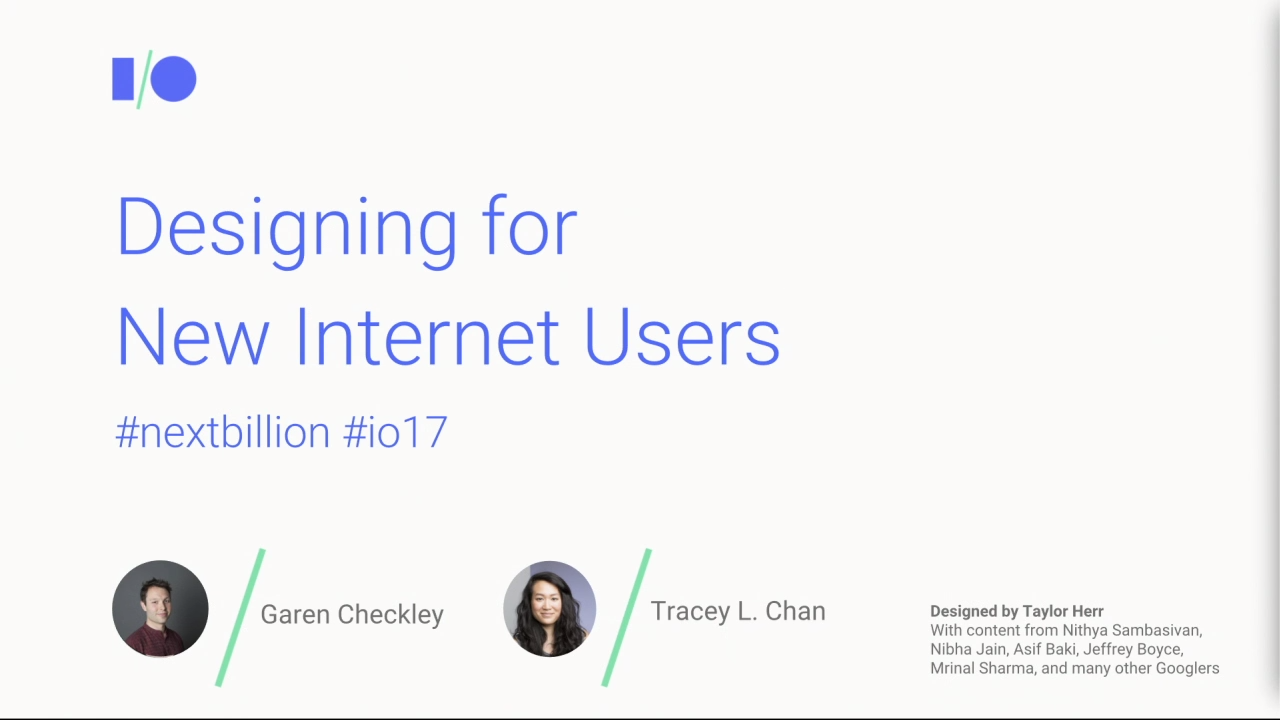 I/O
Designing for
New Internet Users
#nextbillion #io17
Garen Checkley
Tracey L. Chan
Designed by Taylor Herr
With content from Nithya Sambasivan,
Nibha Jain, Asif Baki, Jeffrey Boyce,
Mrinal Sharma, and many other Googlers